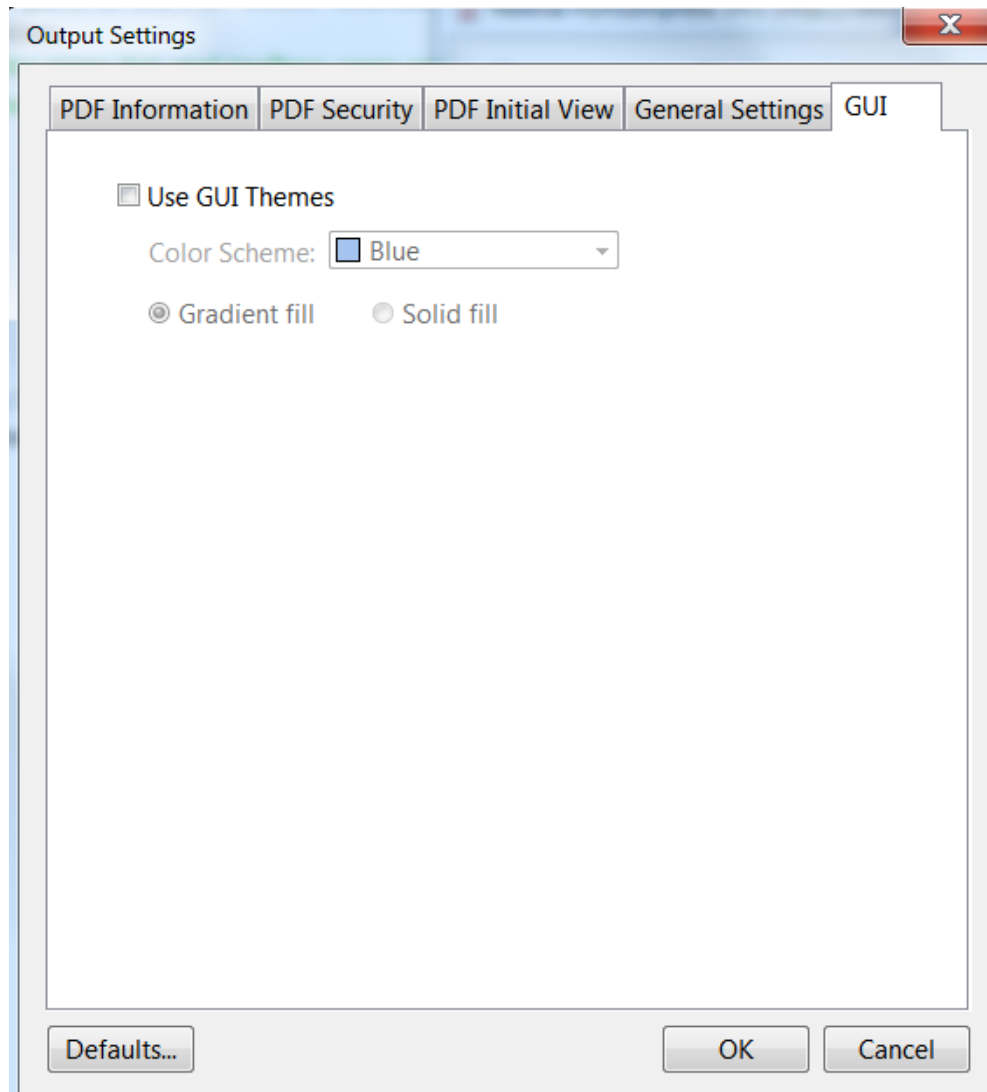 Output Settings
PDF Information PDF Security PDF Initial View General Settings GUI
Use GUI Themes
Color Scheme: Blue
Gradient fill Solid fill
Defaults... OK Cancel